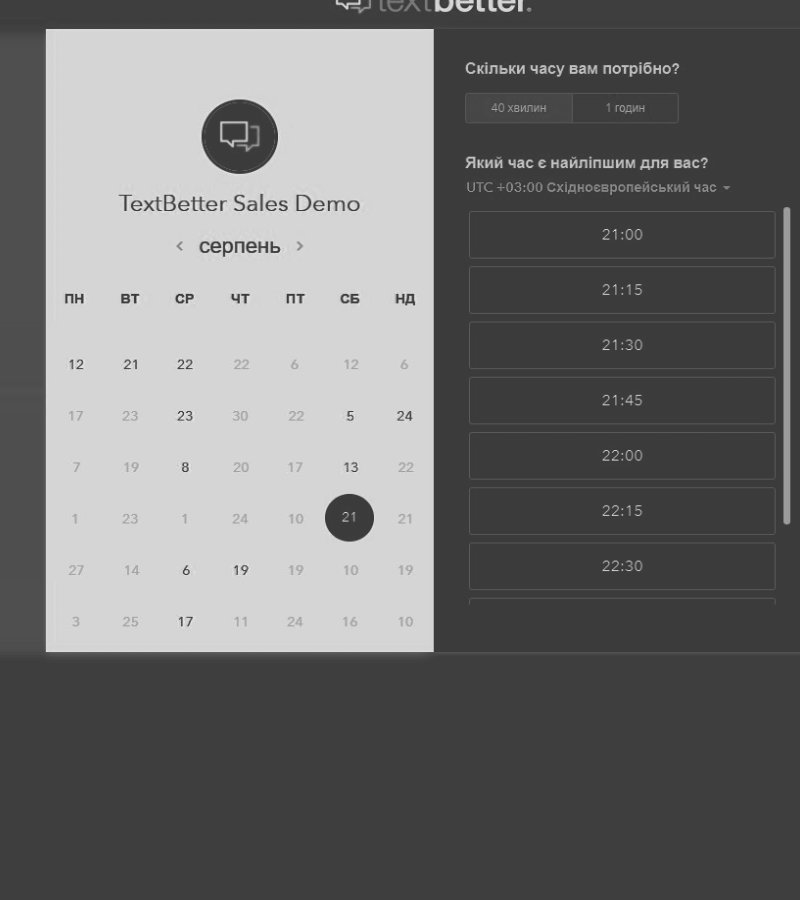 textbetter.
TextBetter Sales Demo
< серпень >
ПН ВТ СР ЧТ ПТ СБ НД
12 21 22 22 6 12 6
17 23 23 30 22 5 24
7 19 8 20 17 13 22
1 23 1 24 10 21 21
27 14 6 19 19 10 19
3 25 17 11 24 16 10
Скільки часу вам потрібно?
40 хвилин 1 годин
Який час є найліпшим для вас?
UTC +03:00 Східноєвропейський час
21:00
21:15
21:30
21:45
22:00
22:15
22:30